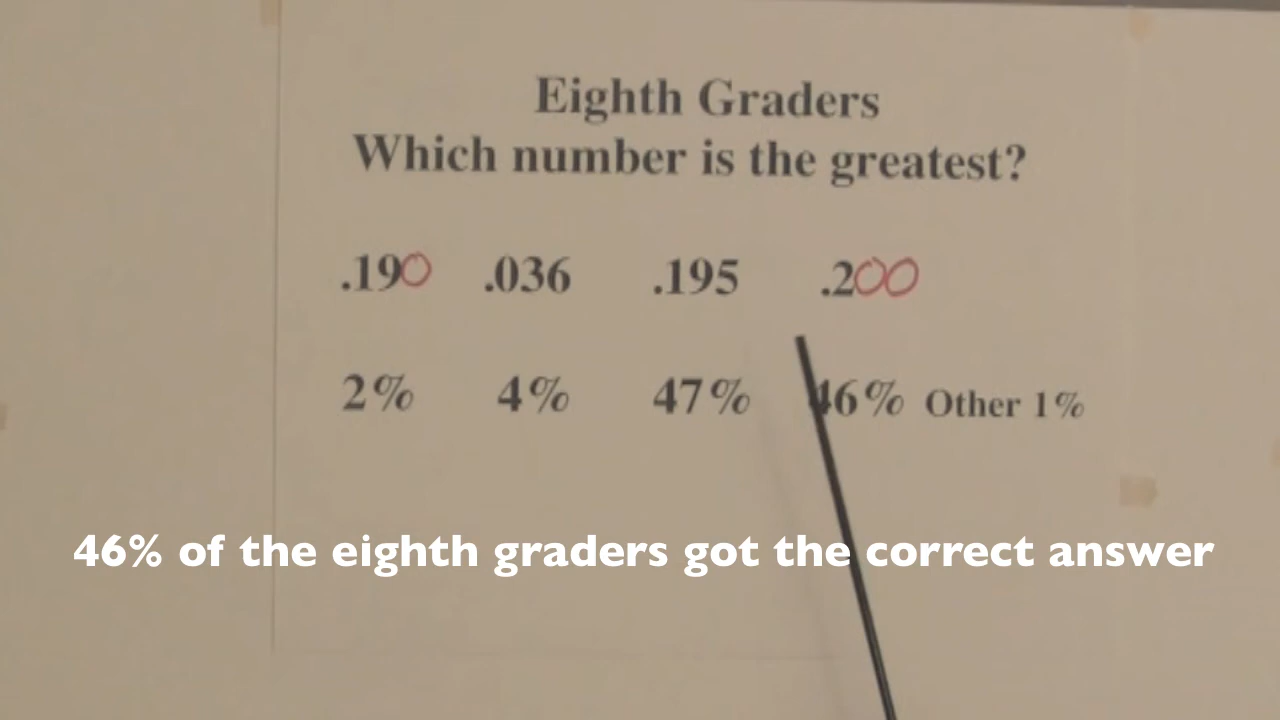 Eighth Graders
Which number is the greatest?
.190 .036 .195 .200
2% 4% 47% 46% Other 1%
46% of the eighth graders got the correct answer